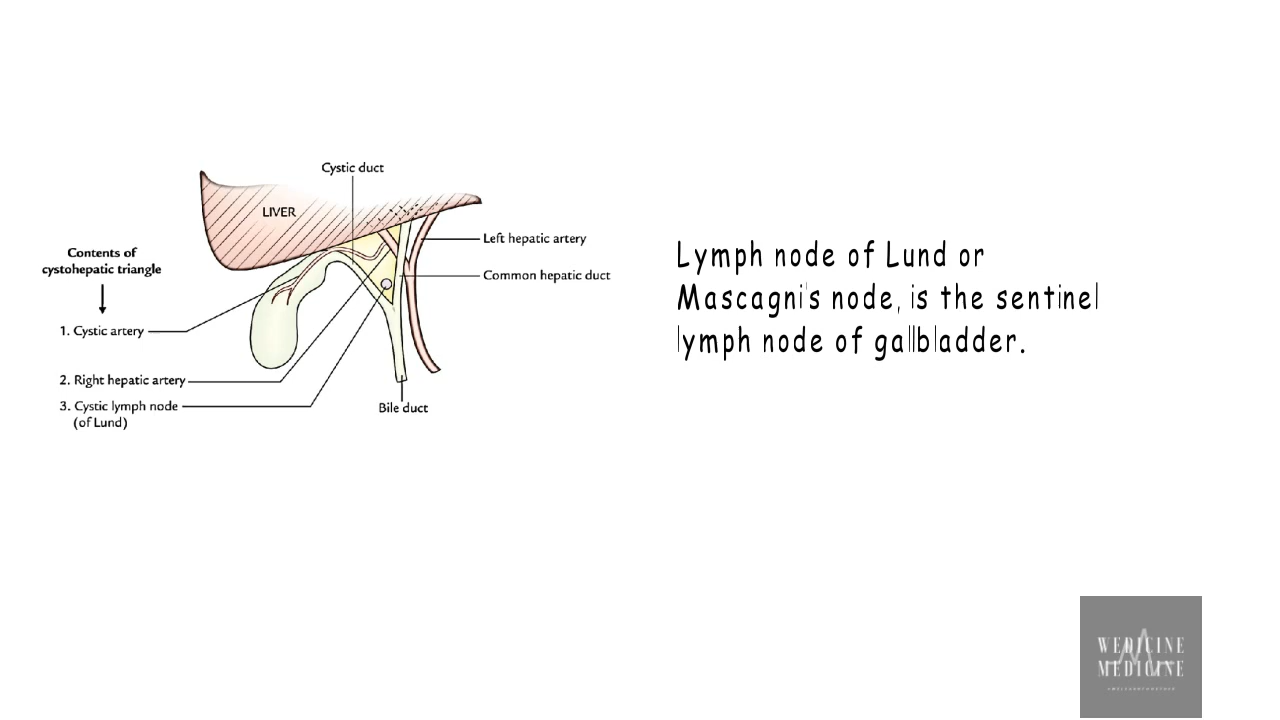 Cystic duct
LIVER
Left hepatic artery
Contents of
cystohepatic triangle
Common hepatic duct
1. Cystic artery
2. Right hepatic artery
3. Cystic lymph node
(of Lund)
Bile duct
Lymph node of Lund or
Mascagni's node, is the sentinel
lymph node of gallbladder.
WEDICINE
MEDICINE